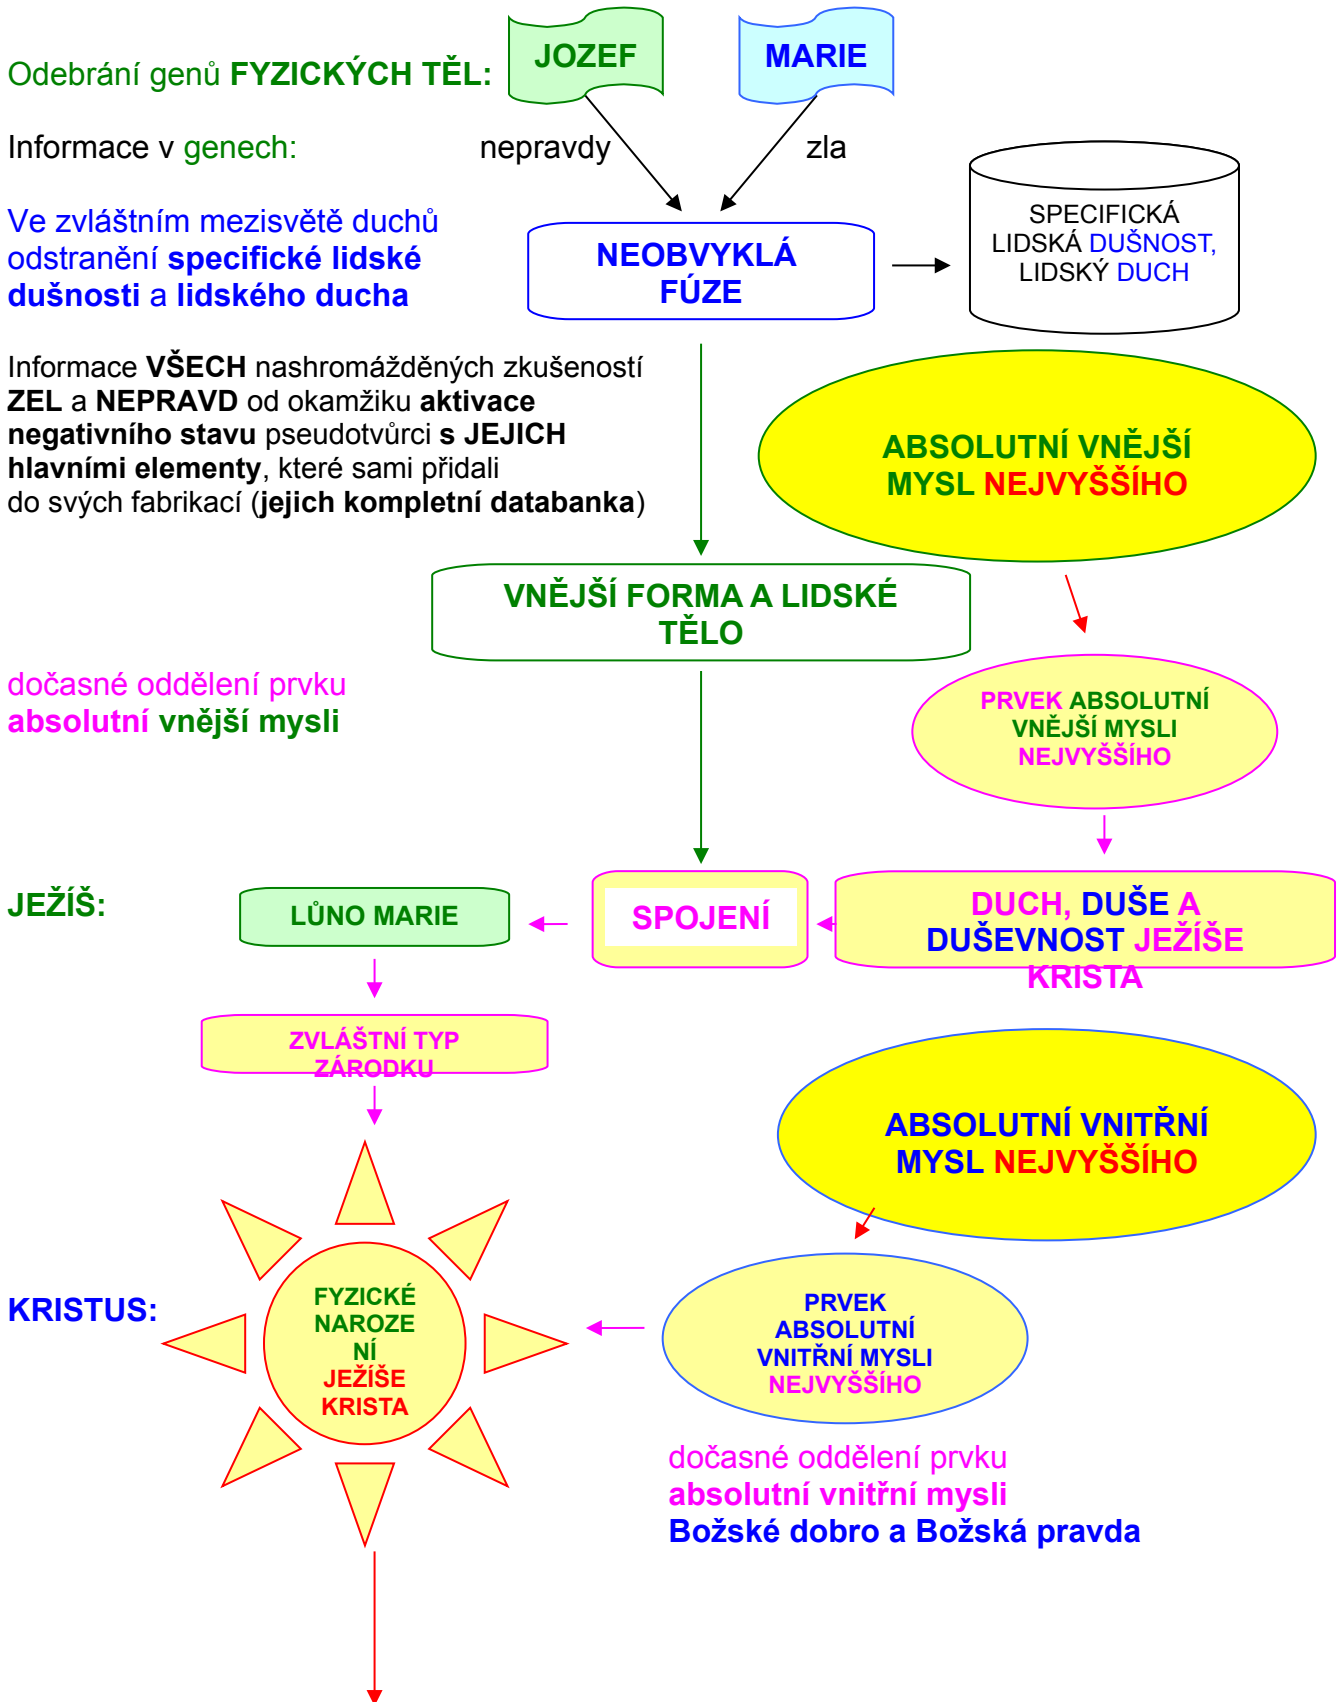 JOZEF
MARIE
Odebrání genů FYZICKÝCH TĚL:
Informace v genech:
nepravdy
zla
Ve zvláštním mezisvětě duchů
odstranění specifické lidské
dušnosti a lidského ducha
NEOBVYKLÁ
FÚZE
SPECIFICKÁ
LIDSKÁ DUŠNOST,
LIDSKÝ DUCH
Informace VŠECH nashromážděných zkušeností
ZEL a NEPRAVD od okamžiku aktivace
negativního stavu pseudotvůrci s JEJICH
hlavními elementy, které sami přidali
do svých fabrikací (jejich kompletní databanka)
ABSOLUTNÍ VNĚJŠÍ
MYSL NEJVYŠŠÍHO
VNĚJŠÍ FORMA A LIDSKÉ
TĚLO
dočasné oddělení prvku
absolutní vnější mysli
PRVEK ABSOLUTNÍ
VNĚJŠÍ MYSLI
NEJVYŠŠÍHO
JEŽÍŠ:
LŮNO MARIE
SPOJENÍ
DUCH, DUŠE A
DUŠEVNOST JEŽÍŠE
KRISTA
ZVLÁŠTNÍ TYP
ZÁRODKU
ABSOLUTNÍ VNITŘNÍ
MYSL NEJVYŠŠÍHO
KRISTUS:
FYZICKÉ
NAROZE
NÍ
JEŽÍŠE
KRISTA
PRVEK
ABSOLUTNÍ
VNITŘNÍ MYSLI
NEJVYŠŠÍHO
dočasné oddělení prvku
absolutní vnitřní mysli
Božské dobro a Božská pravda